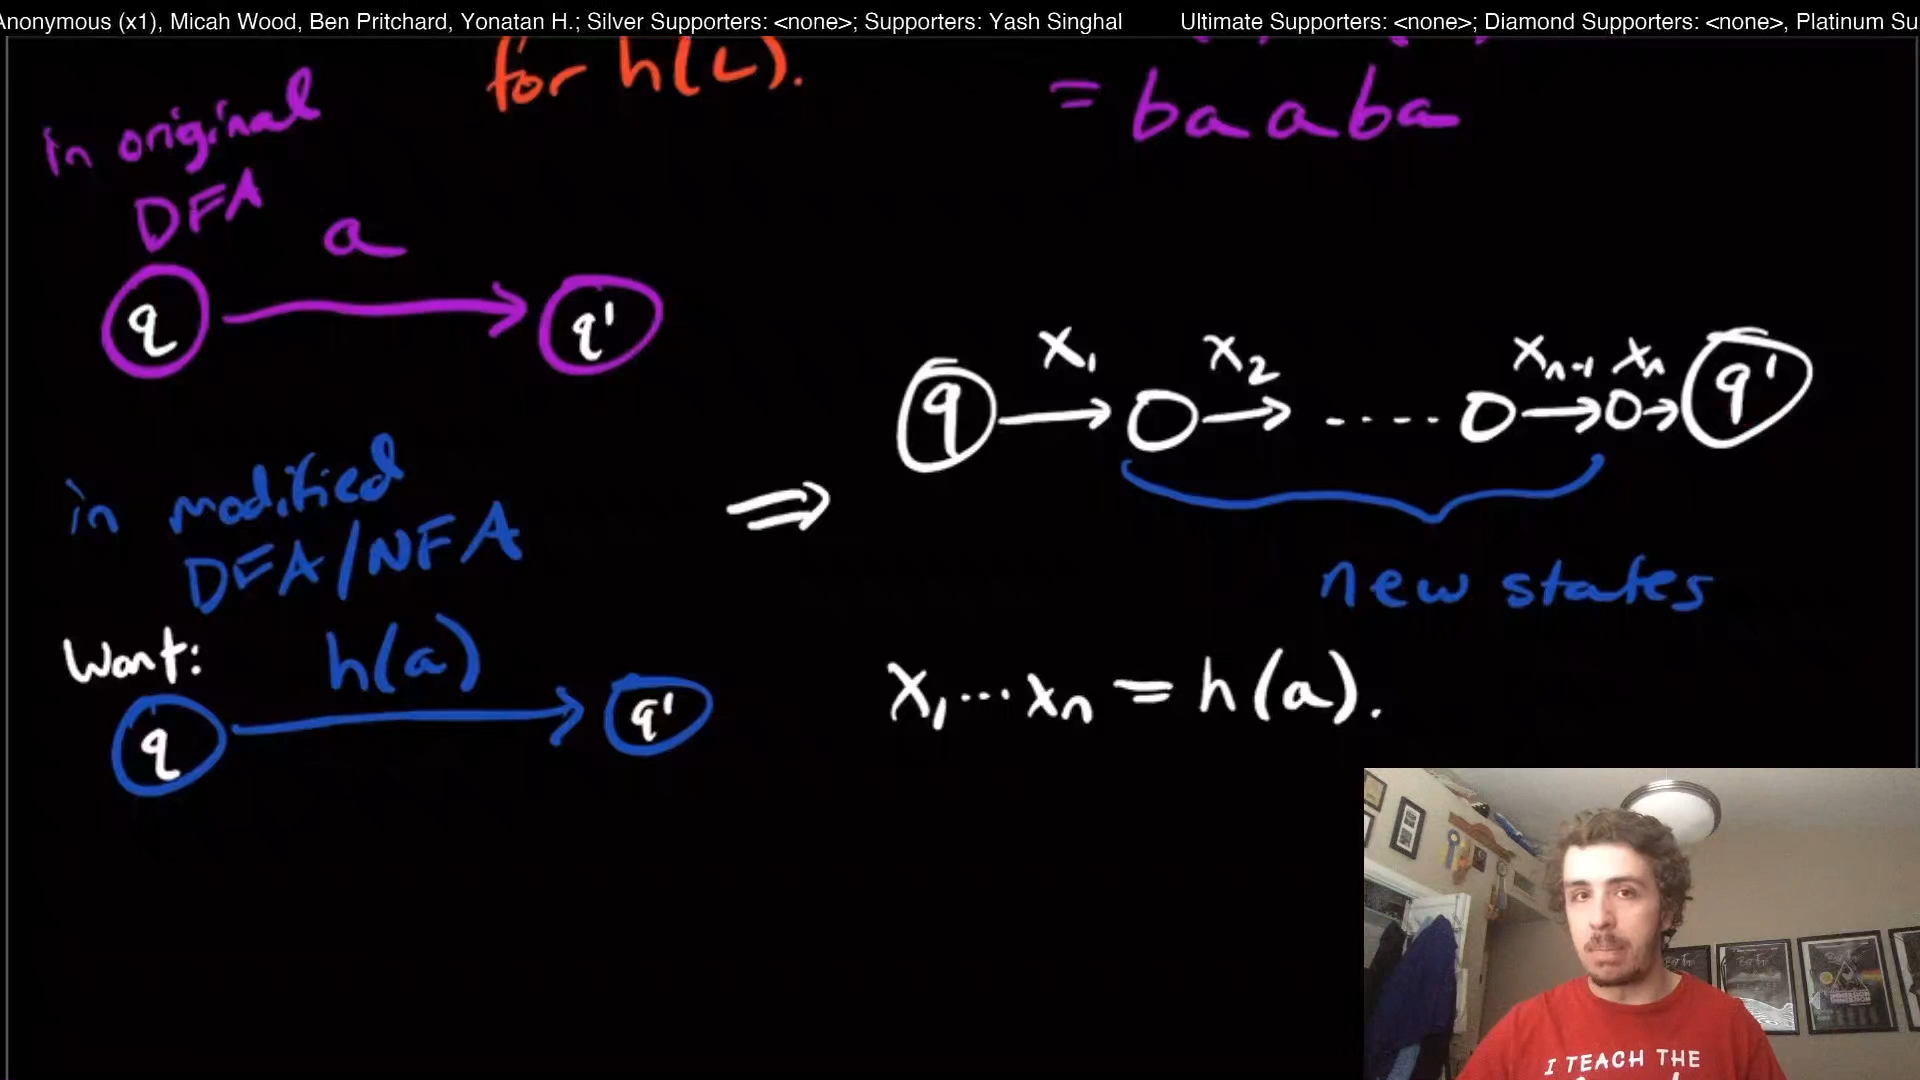 Anonymous (x1), Micah Wood, Ben Pritchard, Yonatan H.; Silver Supporters: <none>; Supporters: Yash Singhal
Ultimate Supporters: <none>; Diamond Supporters: <none>, Platinum Su
for h(L).
= baaba
in original
DFA
a
q
q'
x₁ x₂ xₙ₋₁ xₙ
q ..... q'
in modified
DFA/NFA
⇒
new states
Want: h(a)
q
q'
x₁...xₙ = h(a).
I TEACH THE